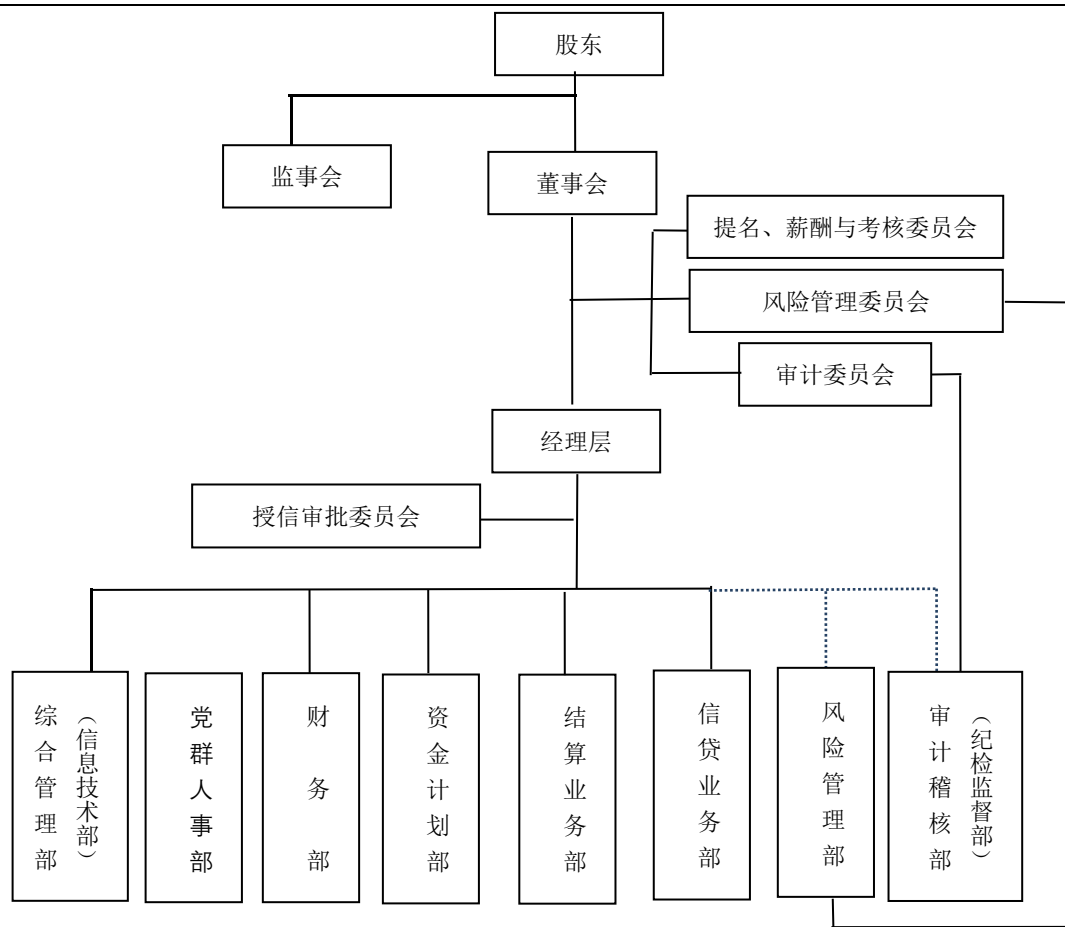 股东
监事会
董事会
提名、薪酬与考核委员会
风险管理委员会
审计委员会
经理层
授信审批委员会
综合管理部
（信息技术部）
党群人事部
财务部
资金计划部
结算业务部
信贷业务部
风险管理部
审计稽核部
（纪检监督部）